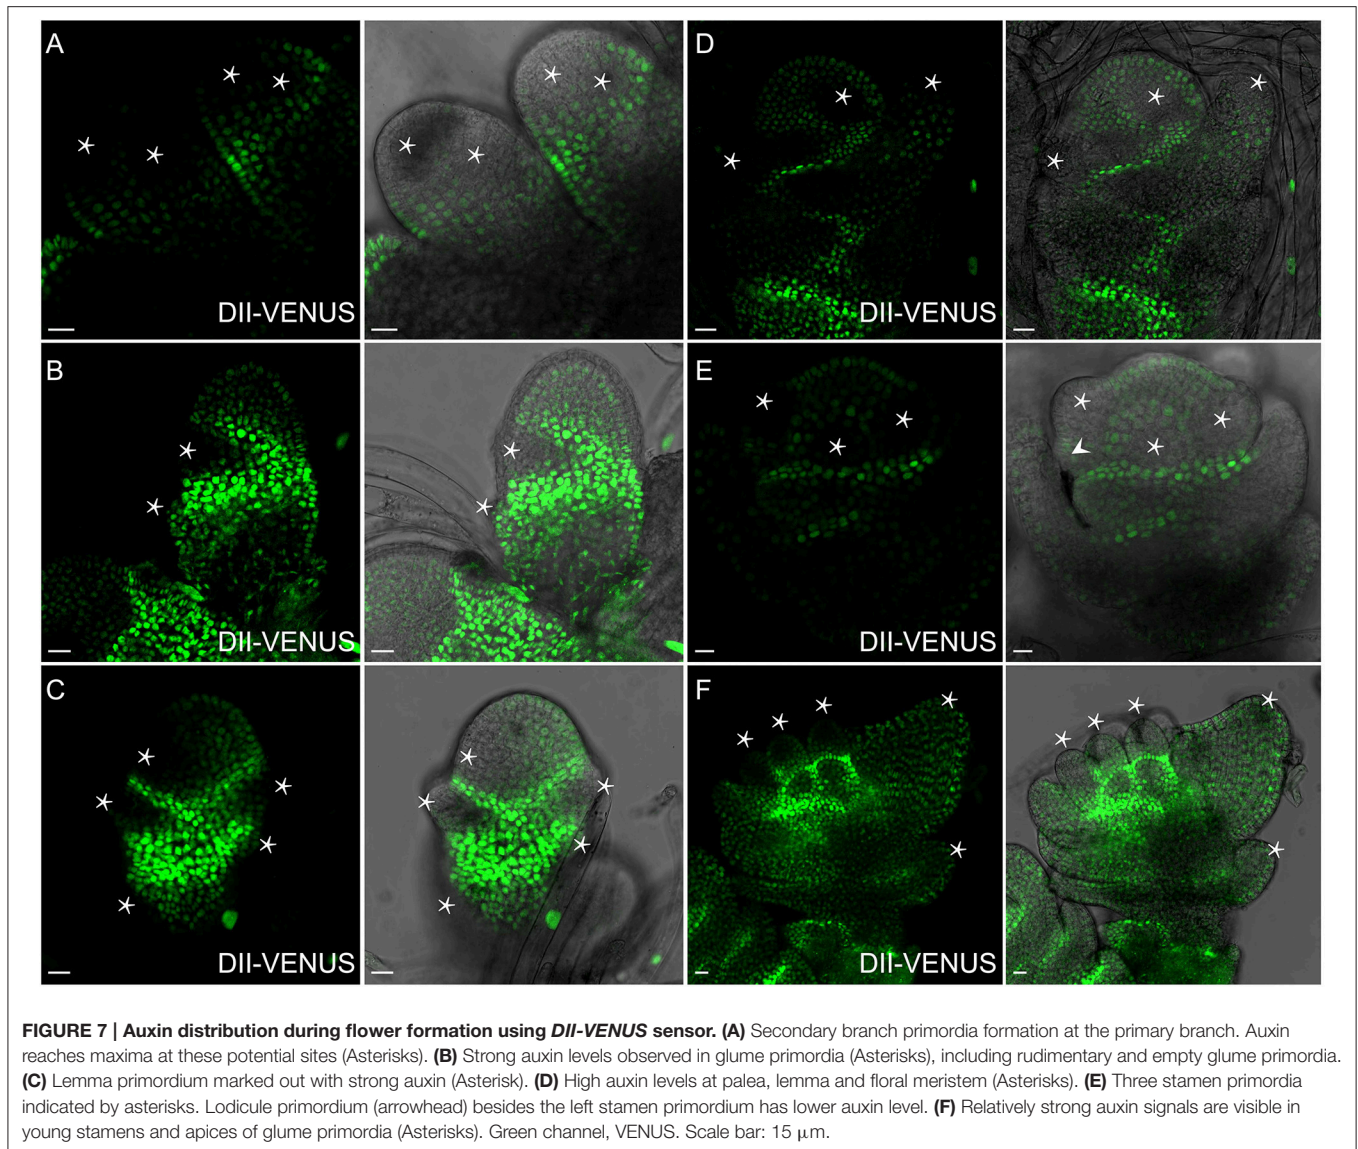 A
D
DII-VENUS
DII-VENUS
B
E
DII-VENUS
DII-VENUS
C
F
DII-VENUS
DII-VENUS
FIGURE 7 | Auxin distribution during flower formation using DII-VENUS sensor. (A) Secondary branch primordia formation at the primary branch. Auxin
reaches maxima at these potential sites (Asterisks). (B) Strong auxin levels observed in glume primordia (Asterisks), including rudimentary and empty glume primordia.
(C) Lemma primordium marked out with strong auxin (Asterisk). (D) High auxin levels at palea, lemma and floral meristem (Asterisks). (E) Three stamen primordia
indicated by asterisks. Lodicule primordium (arrowhead) besides the left stamen primordium has lower auxin level. (F) Relatively strong auxin signals are visible in
young stamens and apices of glume primordia (Asterisks). Green channel, VENUS. Scale bar: 15 μm.